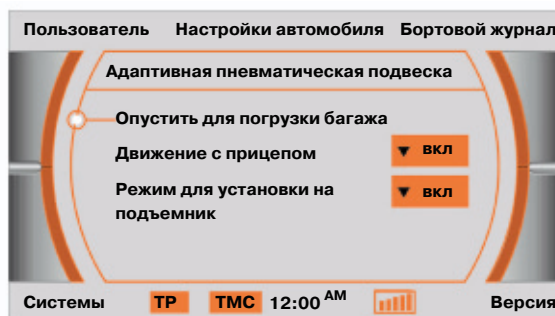 Пользователь Настройки автомобиля Бортовой журнал
Адаптивная пневматическая подвеска
Опустить для погрузки багажа
Движение с прицепом ▼ вкл
Режим для установки на ▼ вкл
подъемник
Системы TP TMC 12:00 AM Версия